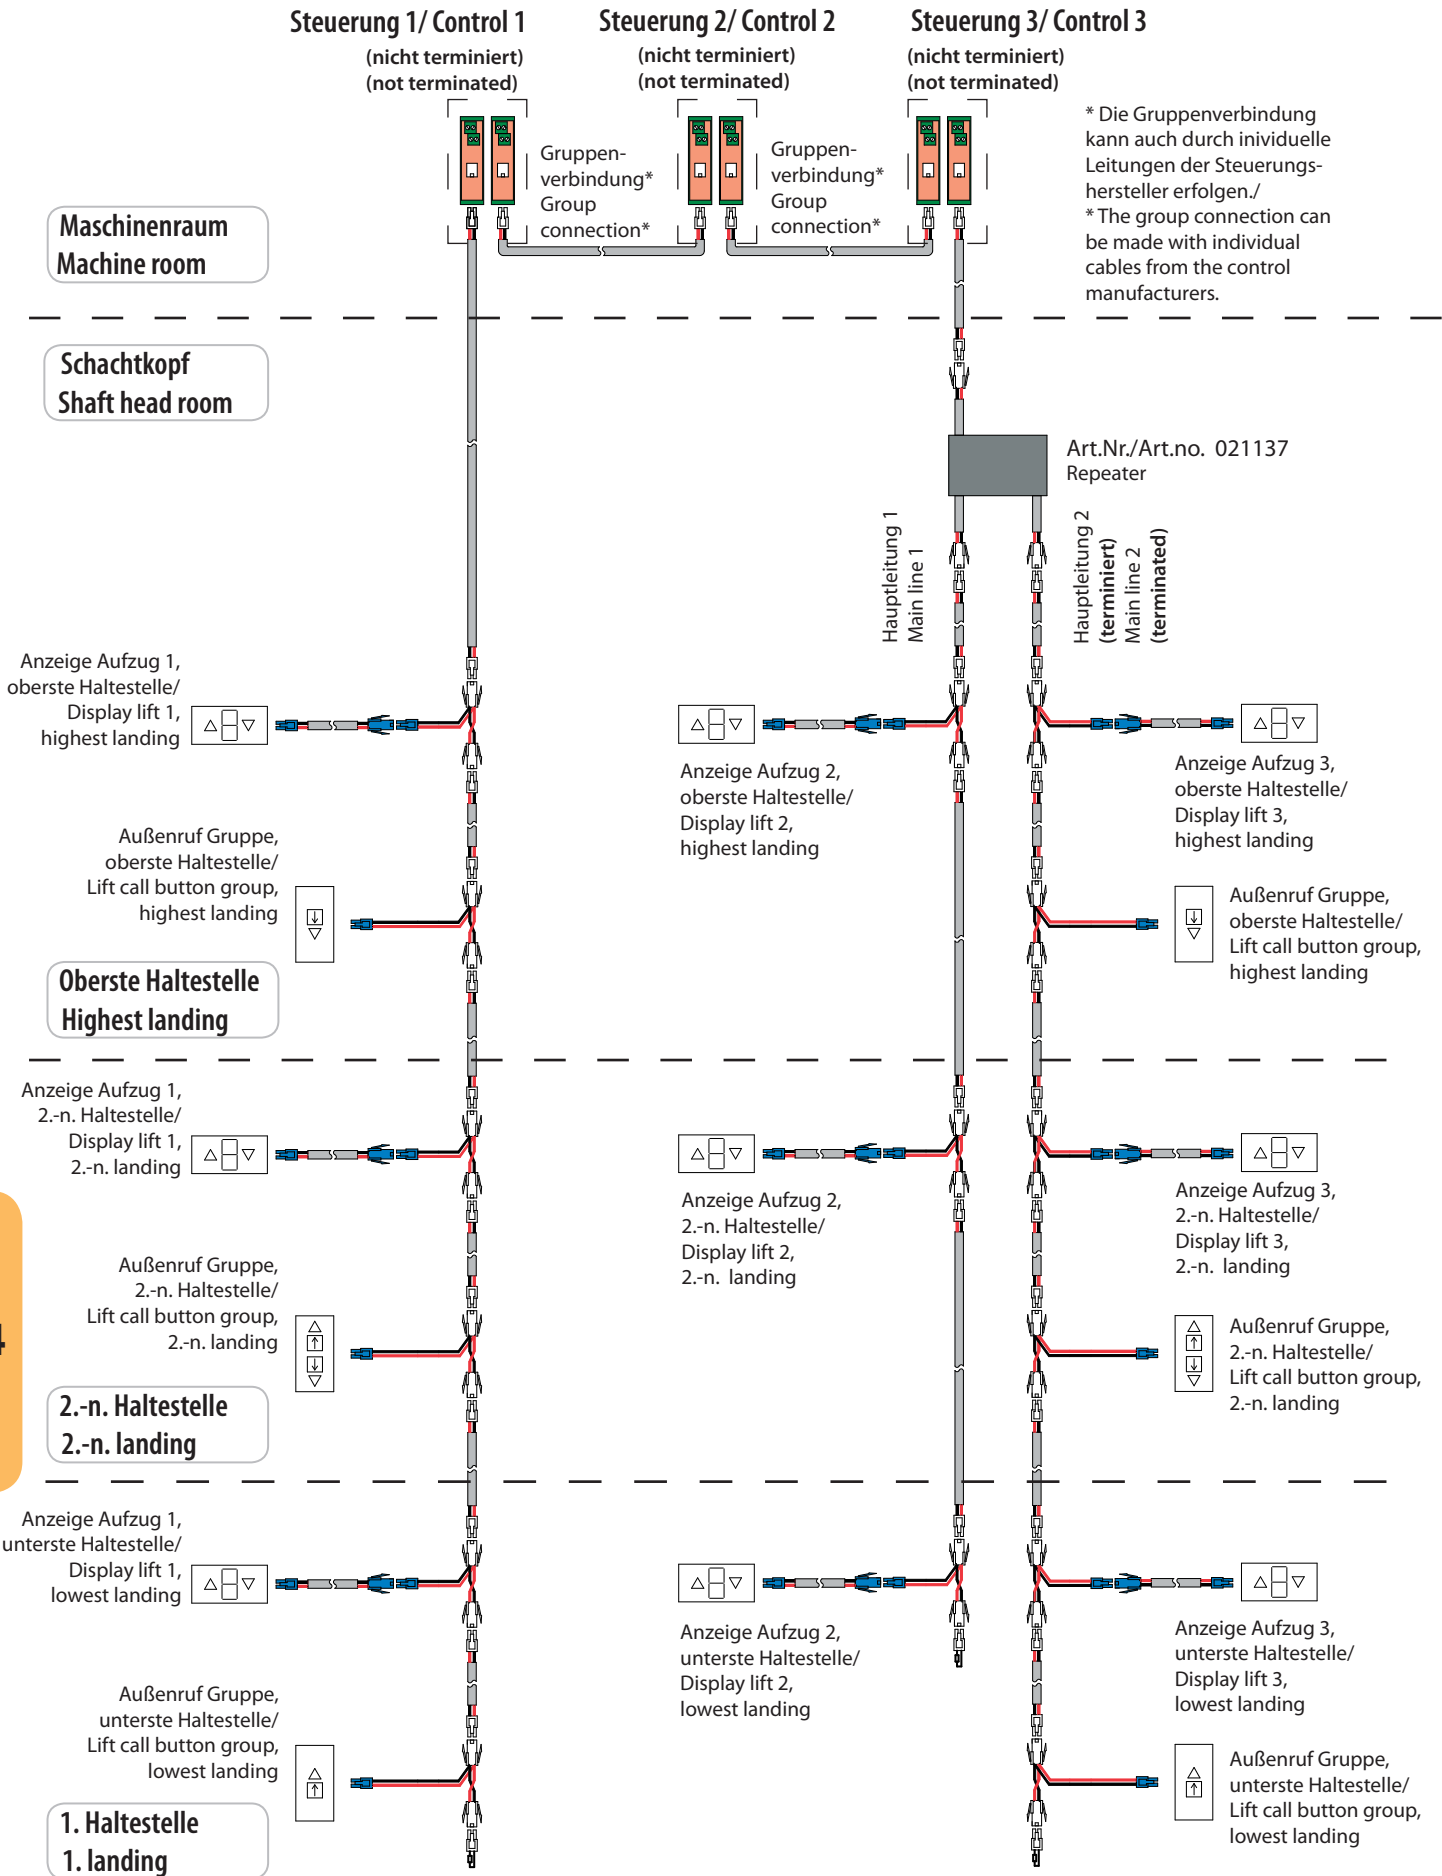 Steuerung 1/ Control 1
(nicht terminiert)
(not terminated)
Steuerung 2/ Control 2
(nicht terminiert)
(not terminated)
Steuerung 3/ Control 3
(nicht terminiert)
(not terminated)
Gruppen-
verbindung*
Group
connection*
Gruppen-
verbindung*
Group
connection*
* Die Gruppenverbindung
kann auch durch inividuelle
Leitungen der Steuerungs-
hersteller erfolgen./
* The group connection can
be made with individual
cables from the control
manufacturers.
Maschinenraum
Machine room
Schachtkopf
Shaft head room
Art.Nr./Art.no. 021137
Repeater
Hauptleitung 1
Main line 1
Hauptleitung 2
(terminiert)
Main line 2
(terminated)
Anzeige Aufzug 1,
oberste Haltestelle/
Display lift 1,
highest landing
Anzeige Aufzug 2,
oberste Haltestelle/
Display lift 2,
highest landing
Anzeige Aufzug 3,
oberste Haltestelle/
Display lift 3,
highest landing
Außenruf Gruppe,
oberste Haltestelle/
Lift call button group,
highest landing
Außenruf Gruppe,
oberste Haltestelle/
Lift call button group,
highest landing
Oberste Haltestelle
Highest landing
Anzeige Aufzug 1,
2.-n. Haltestelle/
Display lift 1,
2.-n. landing
Anzeige Aufzug 2,
2.-n. Haltestelle/
Display lift 2,
2.-n. landing
Anzeige Aufzug 3,
2.-n. Haltestelle/
Display lift 3,
2.-n. landing
Außenruf Gruppe,
2.-n. Haltestelle/
Lift call button group,
2.-n. landing
Außenruf Gruppe,
2.-n. Haltestelle/
Lift call button group,
2.-n. landing
4
2.-n. Haltestelle
2.-n. landing
Anzeige Aufzug 1,
unterste Haltestelle/
Display lift 1,
lowest landing
Anzeige Aufzug 2,
unterste Haltestelle/
Display lift 2,
lowest landing
Anzeige Aufzug 3,
unterste Haltestelle/
Display lift 3,
lowest landing
Außenruf Gruppe,
unterste Haltestelle/
Lift call button group,
lowest landing
Außenruf Gruppe,
unterste Haltestelle/
Lift call button group,
lowest landing
1. Haltestelle
1. landing